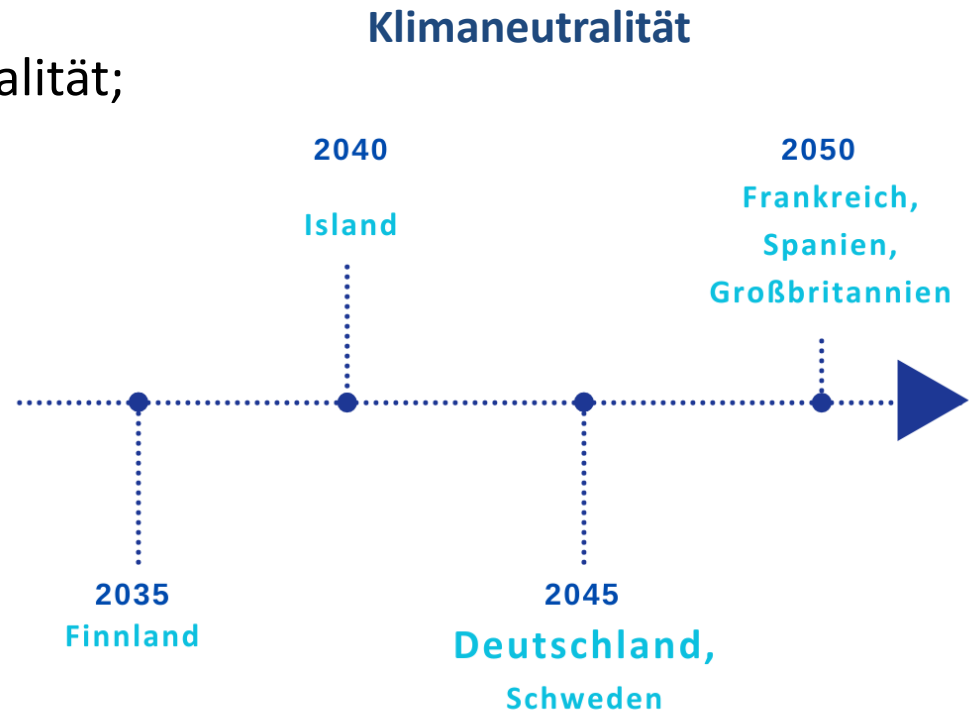 Klimaneutralität
alität;
2040
Island
2050
Frankreich,
Spanien,
Großbritannien
2035
Finnland
2045
Deutschland,
Schweden